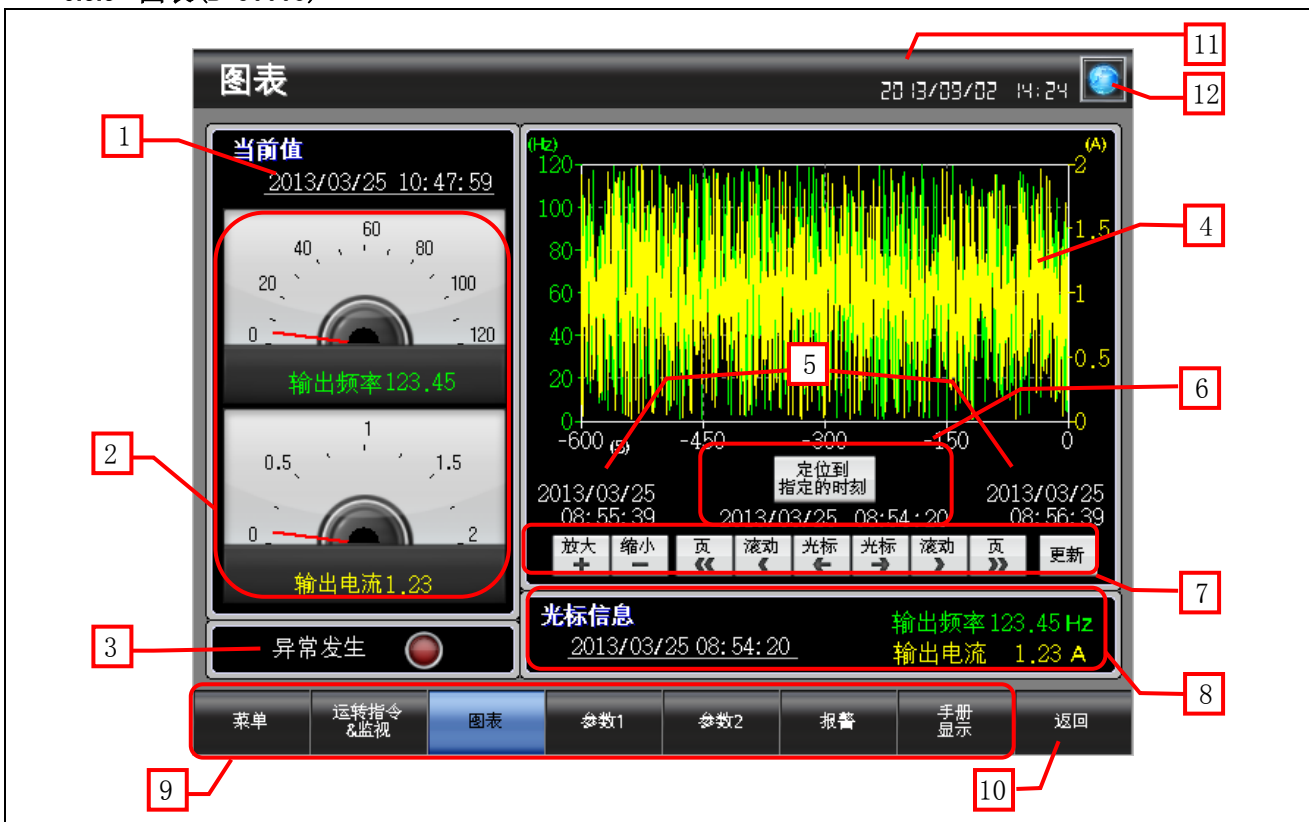 图表
2013/09/02 14:24
11
12
1
当前值
2013/03/25 10:47:59
0 20 40 60 80 100 120
输出频率123.45
2
0 0.5 1 1.5 2
输出电流1.23
3
异常发生
(Hz)
(A)
120
100
80
60
40
20
0
2
1.5
1
0.5
0
-600 (S) -450 -300 -150 0
4
5
6
定位到
指定的时刻
2013/03/25
08:55:39
2013/03/25 08:54:20
2013/03/25
08:56:39
放大 缩小 页 滚动 光标 光标 滚动 页 更新
7
光标信息
2013/03/25 08:54:20
输出频率 123.45 Hz
输出电流 1.23 A
8
菜单
运转指令
&监视
图表
参数1
参数2
报警
手册
显示
返回
9
10